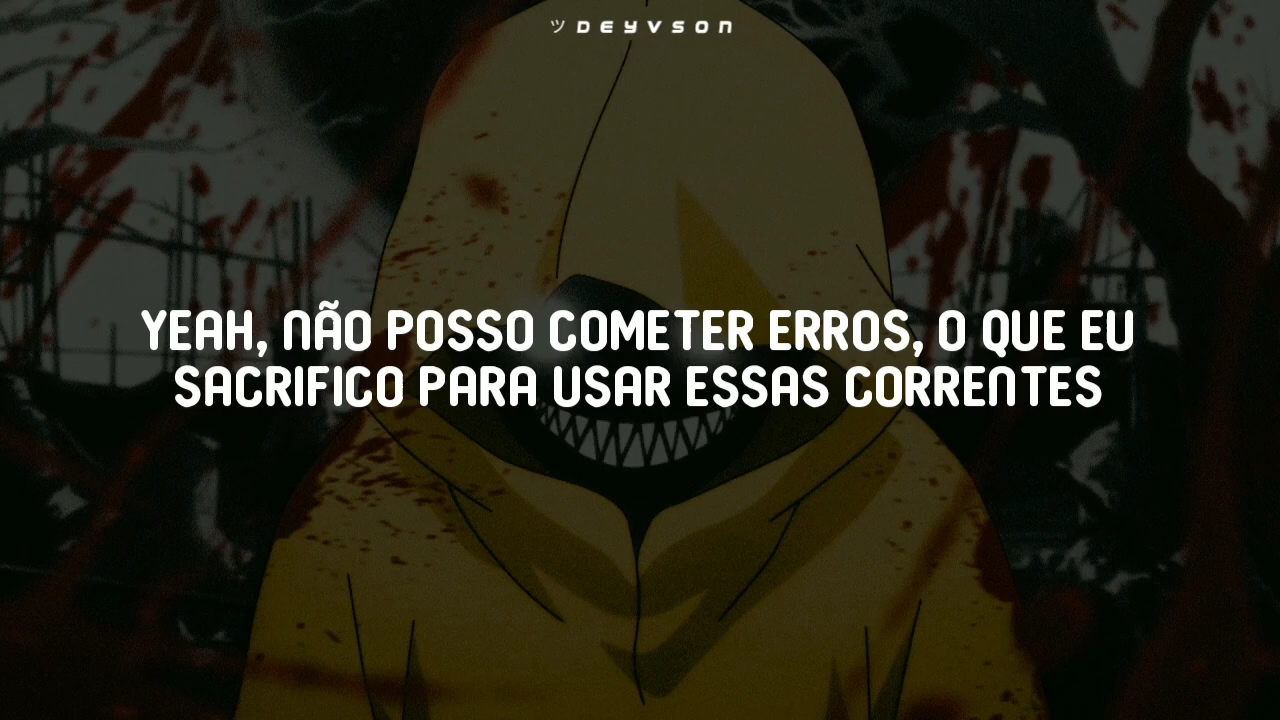 ツ DEYVSON
YEAH, NÃO POSSO COMETER ERROS, O QUE EU
SACRIFICO PARA USAR ESSAS CORRENTES